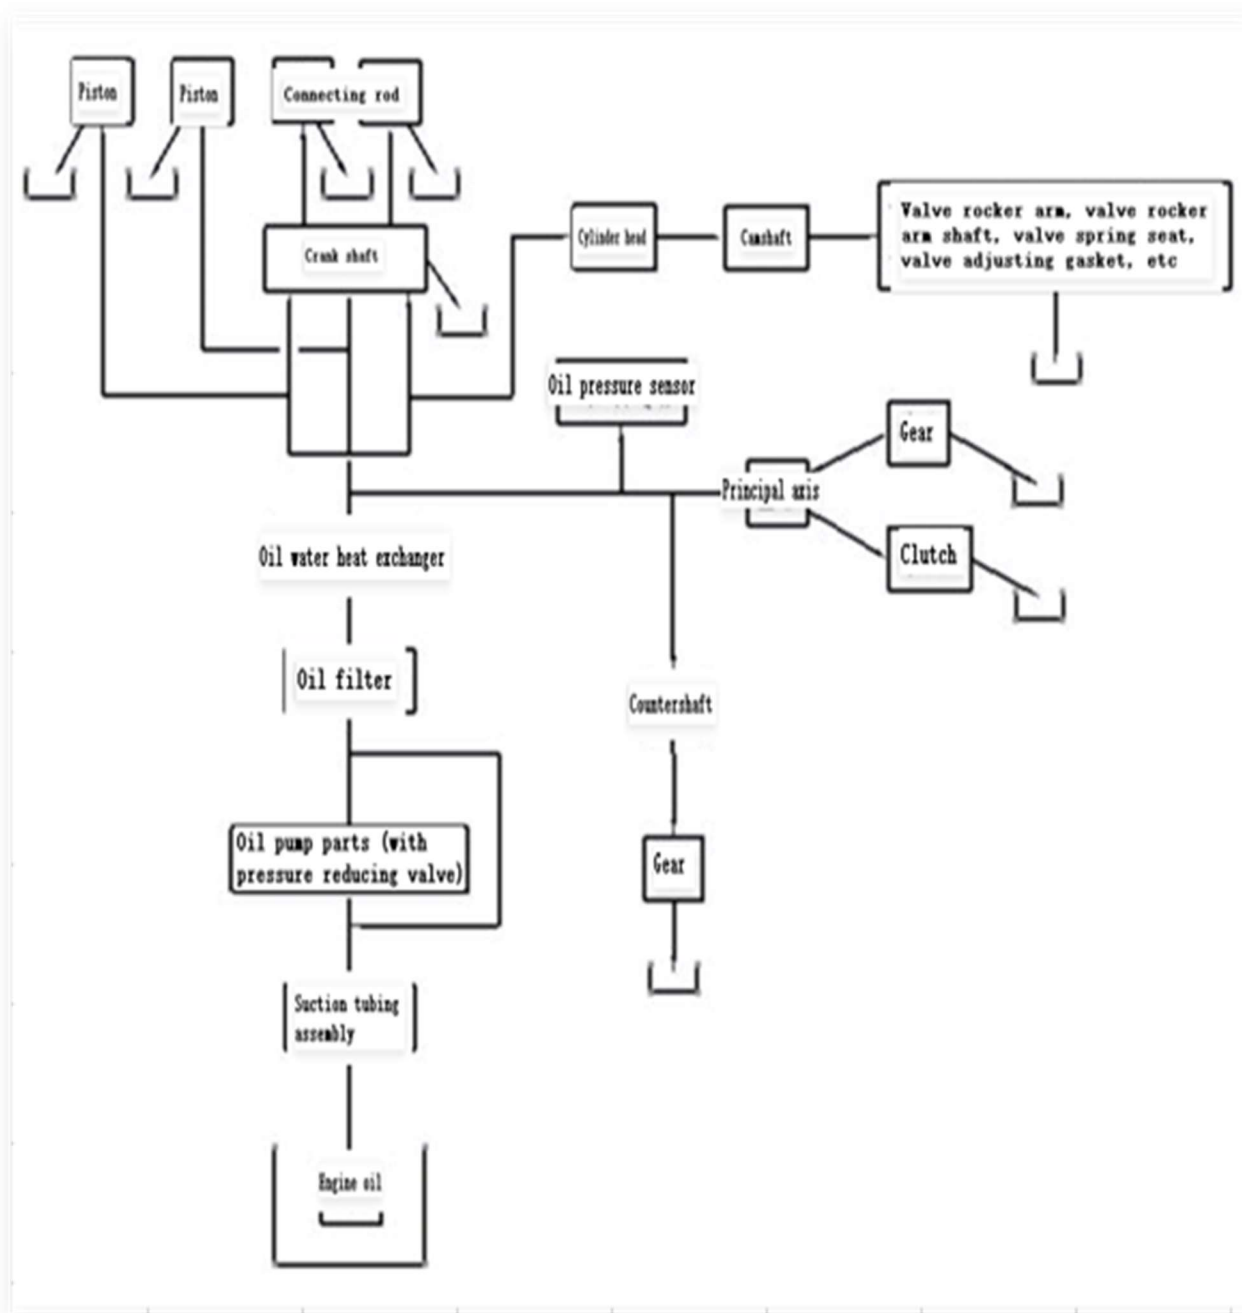 Piston
Piston
Connecting rod
Crank shaft
Cylinder head
Camshaft
Valve rocker arm, valve rocker
arm shaft, valve spring seat,
valve adjusting gasket, etc
Oil pressure sensor
Gear
Principal axis
Clutch
Oil water heat exchanger
Oil filter
Countershaft
Oil pump parts (with
pressure reducing valve)
Gear
Suction tubing
assembly
Engine oil